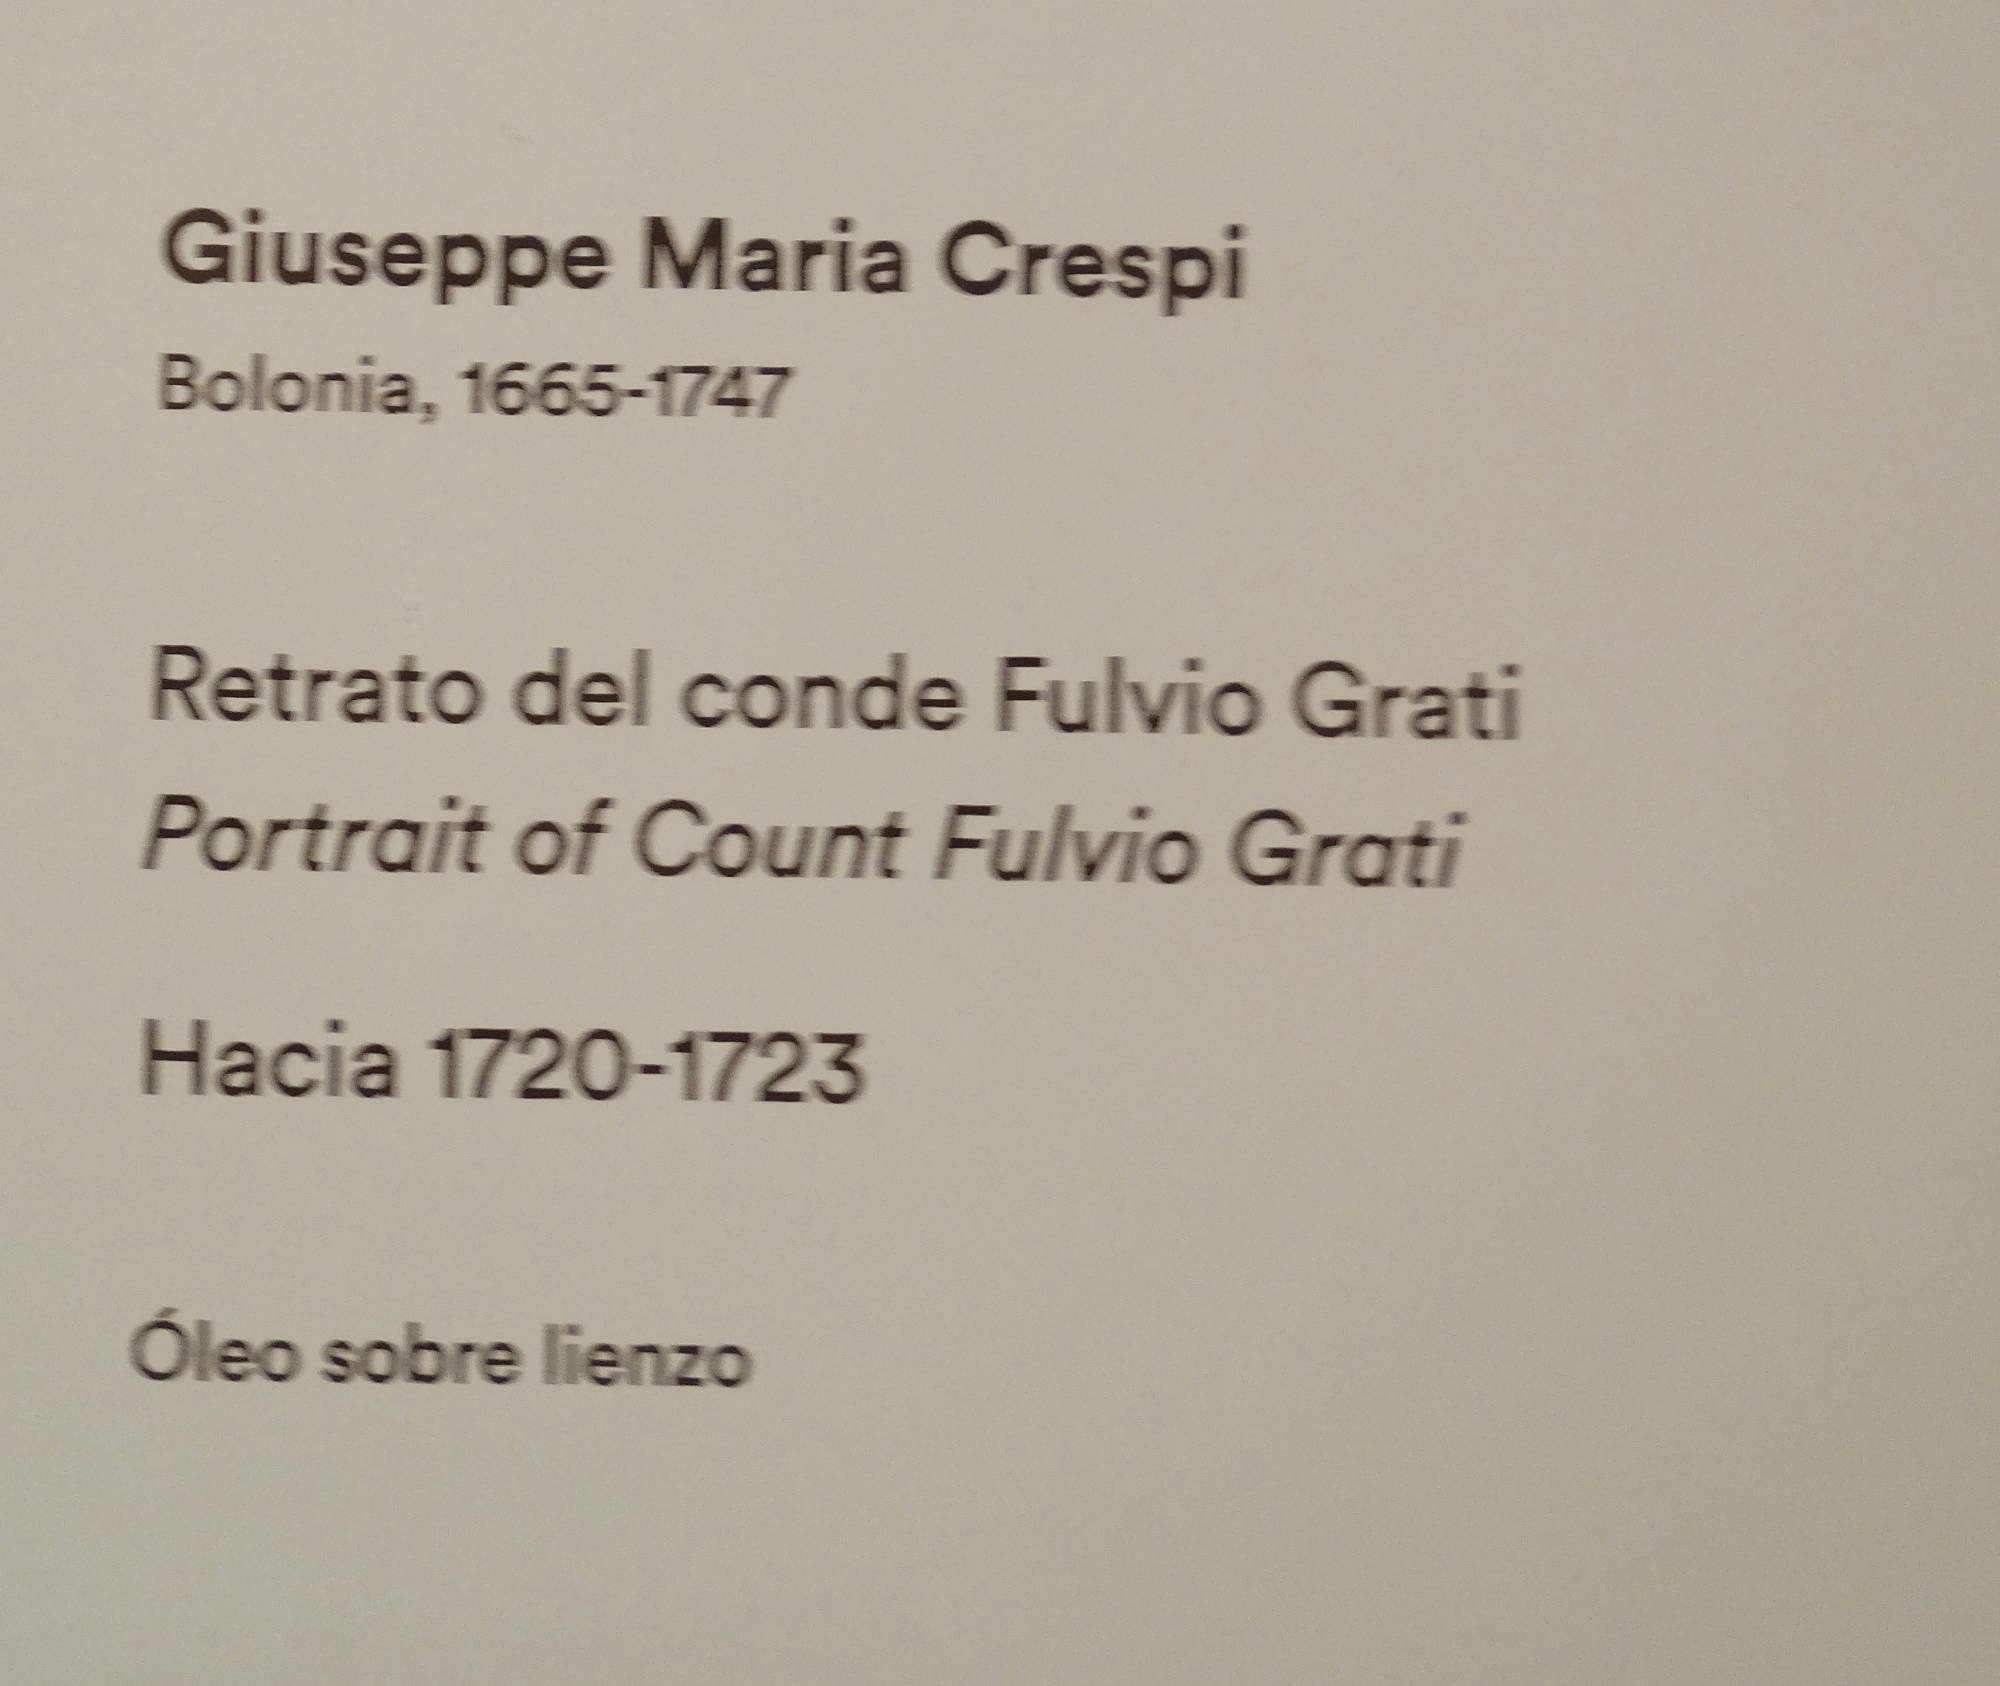 Giuseppe Maria Crespi
Bolonia, 1665-1747
Retrato del conde Fulvio Grati
Portrait of Count Fulvio Grati
Hacia 1720-1723
Óleo sobre lienzo